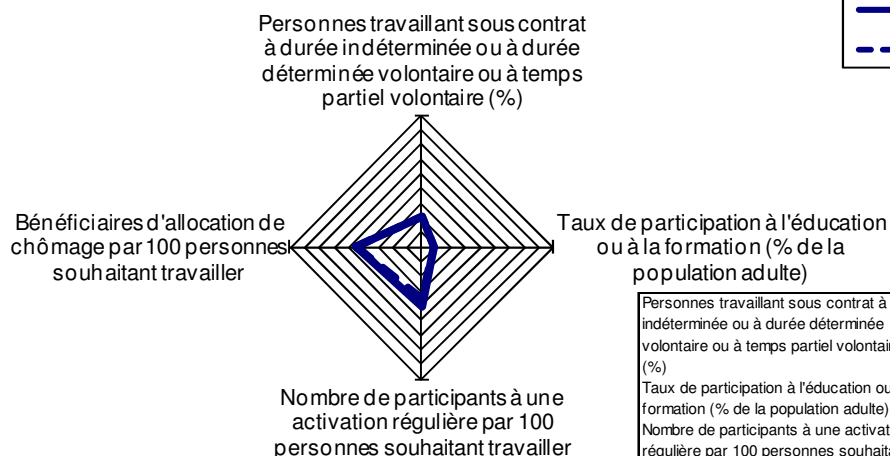 Personnes travaillant sous contrat
à durée indéterminée ou à durée
déterminée volontaire ou à temps
partiel volontaire (%)
Bénéficiaires d'allocation de
chômage par 100 personnes
souhaitant travailler
Taux de participation à l'éducation
ou à la formation (% de la
population adulte)
Nombre de participants à une
activation régulière par 100
personnes souhaitant travailler
Personnes travaillant sous contrat à
indéterminée ou à durée déterminée
volontaire ou à temps partiel volontair
(%)
Taux de participation à l'éducation ou
formation (% de la population adulte)
Nombre de participants à une activat
régulière par 100 personnes souhait